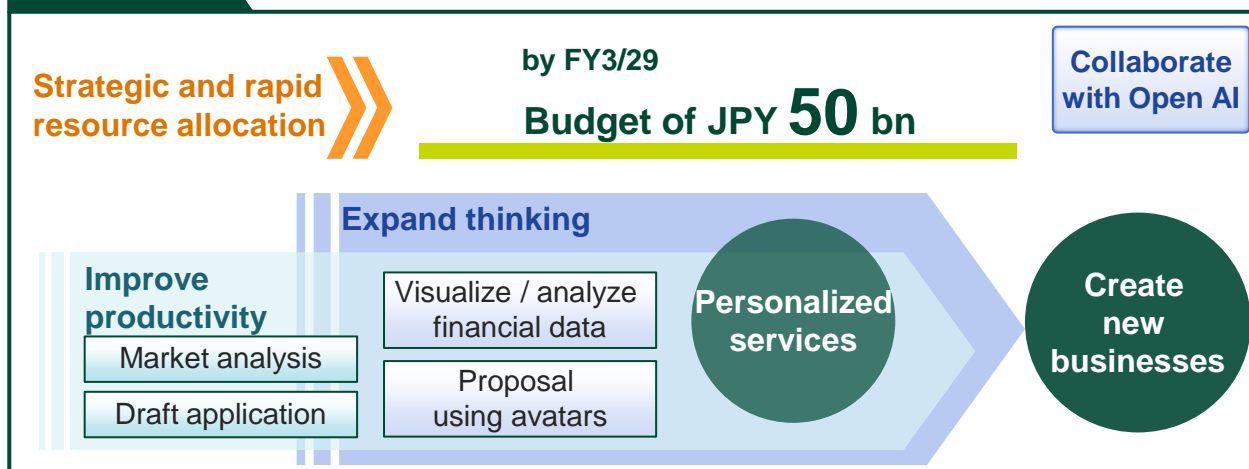 Strategic and rapid
resource allocation
by FY3/29
Budget of JPY 50 bn
Collaborate
with Open AI
Expand thinking
Improve
productivity
Market analysis
Draft application
Visualize / analyze
financial data
Proposal
using avatars
Personalized
services
Create
new
businesses